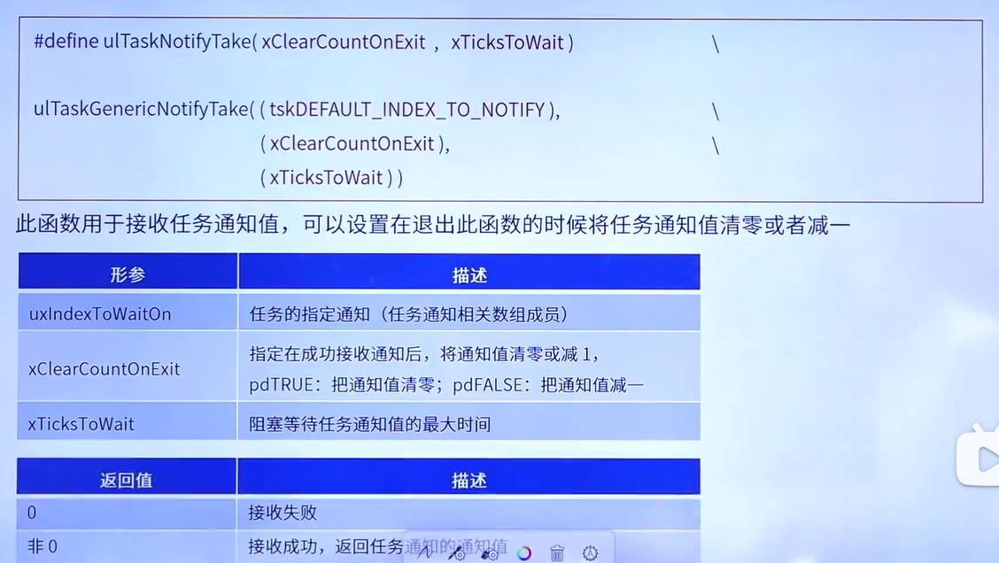 #define ulTaskNotifyTake( xClearCountOnExit , xTicksToWait ) \
ulTaskGenericNotifyTake( ( tskDEFAULT_INDEX_TO_NOTIFY ), \
( xClearCountOnExit ), \
( xTicksToWait ) )
此函数用于接收任务通知值，可以设置在退出此函数的时候将任务通知值清零或者减一
形参 描述
uxIndexToWaitOn 任务的指定通知（任务通知相关数组成员）
xClearCountOnExit 指定在成功接收通知后，将通知值清零或减 1，
pdTRUE：把通知值清零；pdFALSE：把通知值减一
xTicksToWait 阻塞等待任务通知值的最大时间
返回值 描述
0 接收失败
非 0 接收成功，返回任务通知的通知值